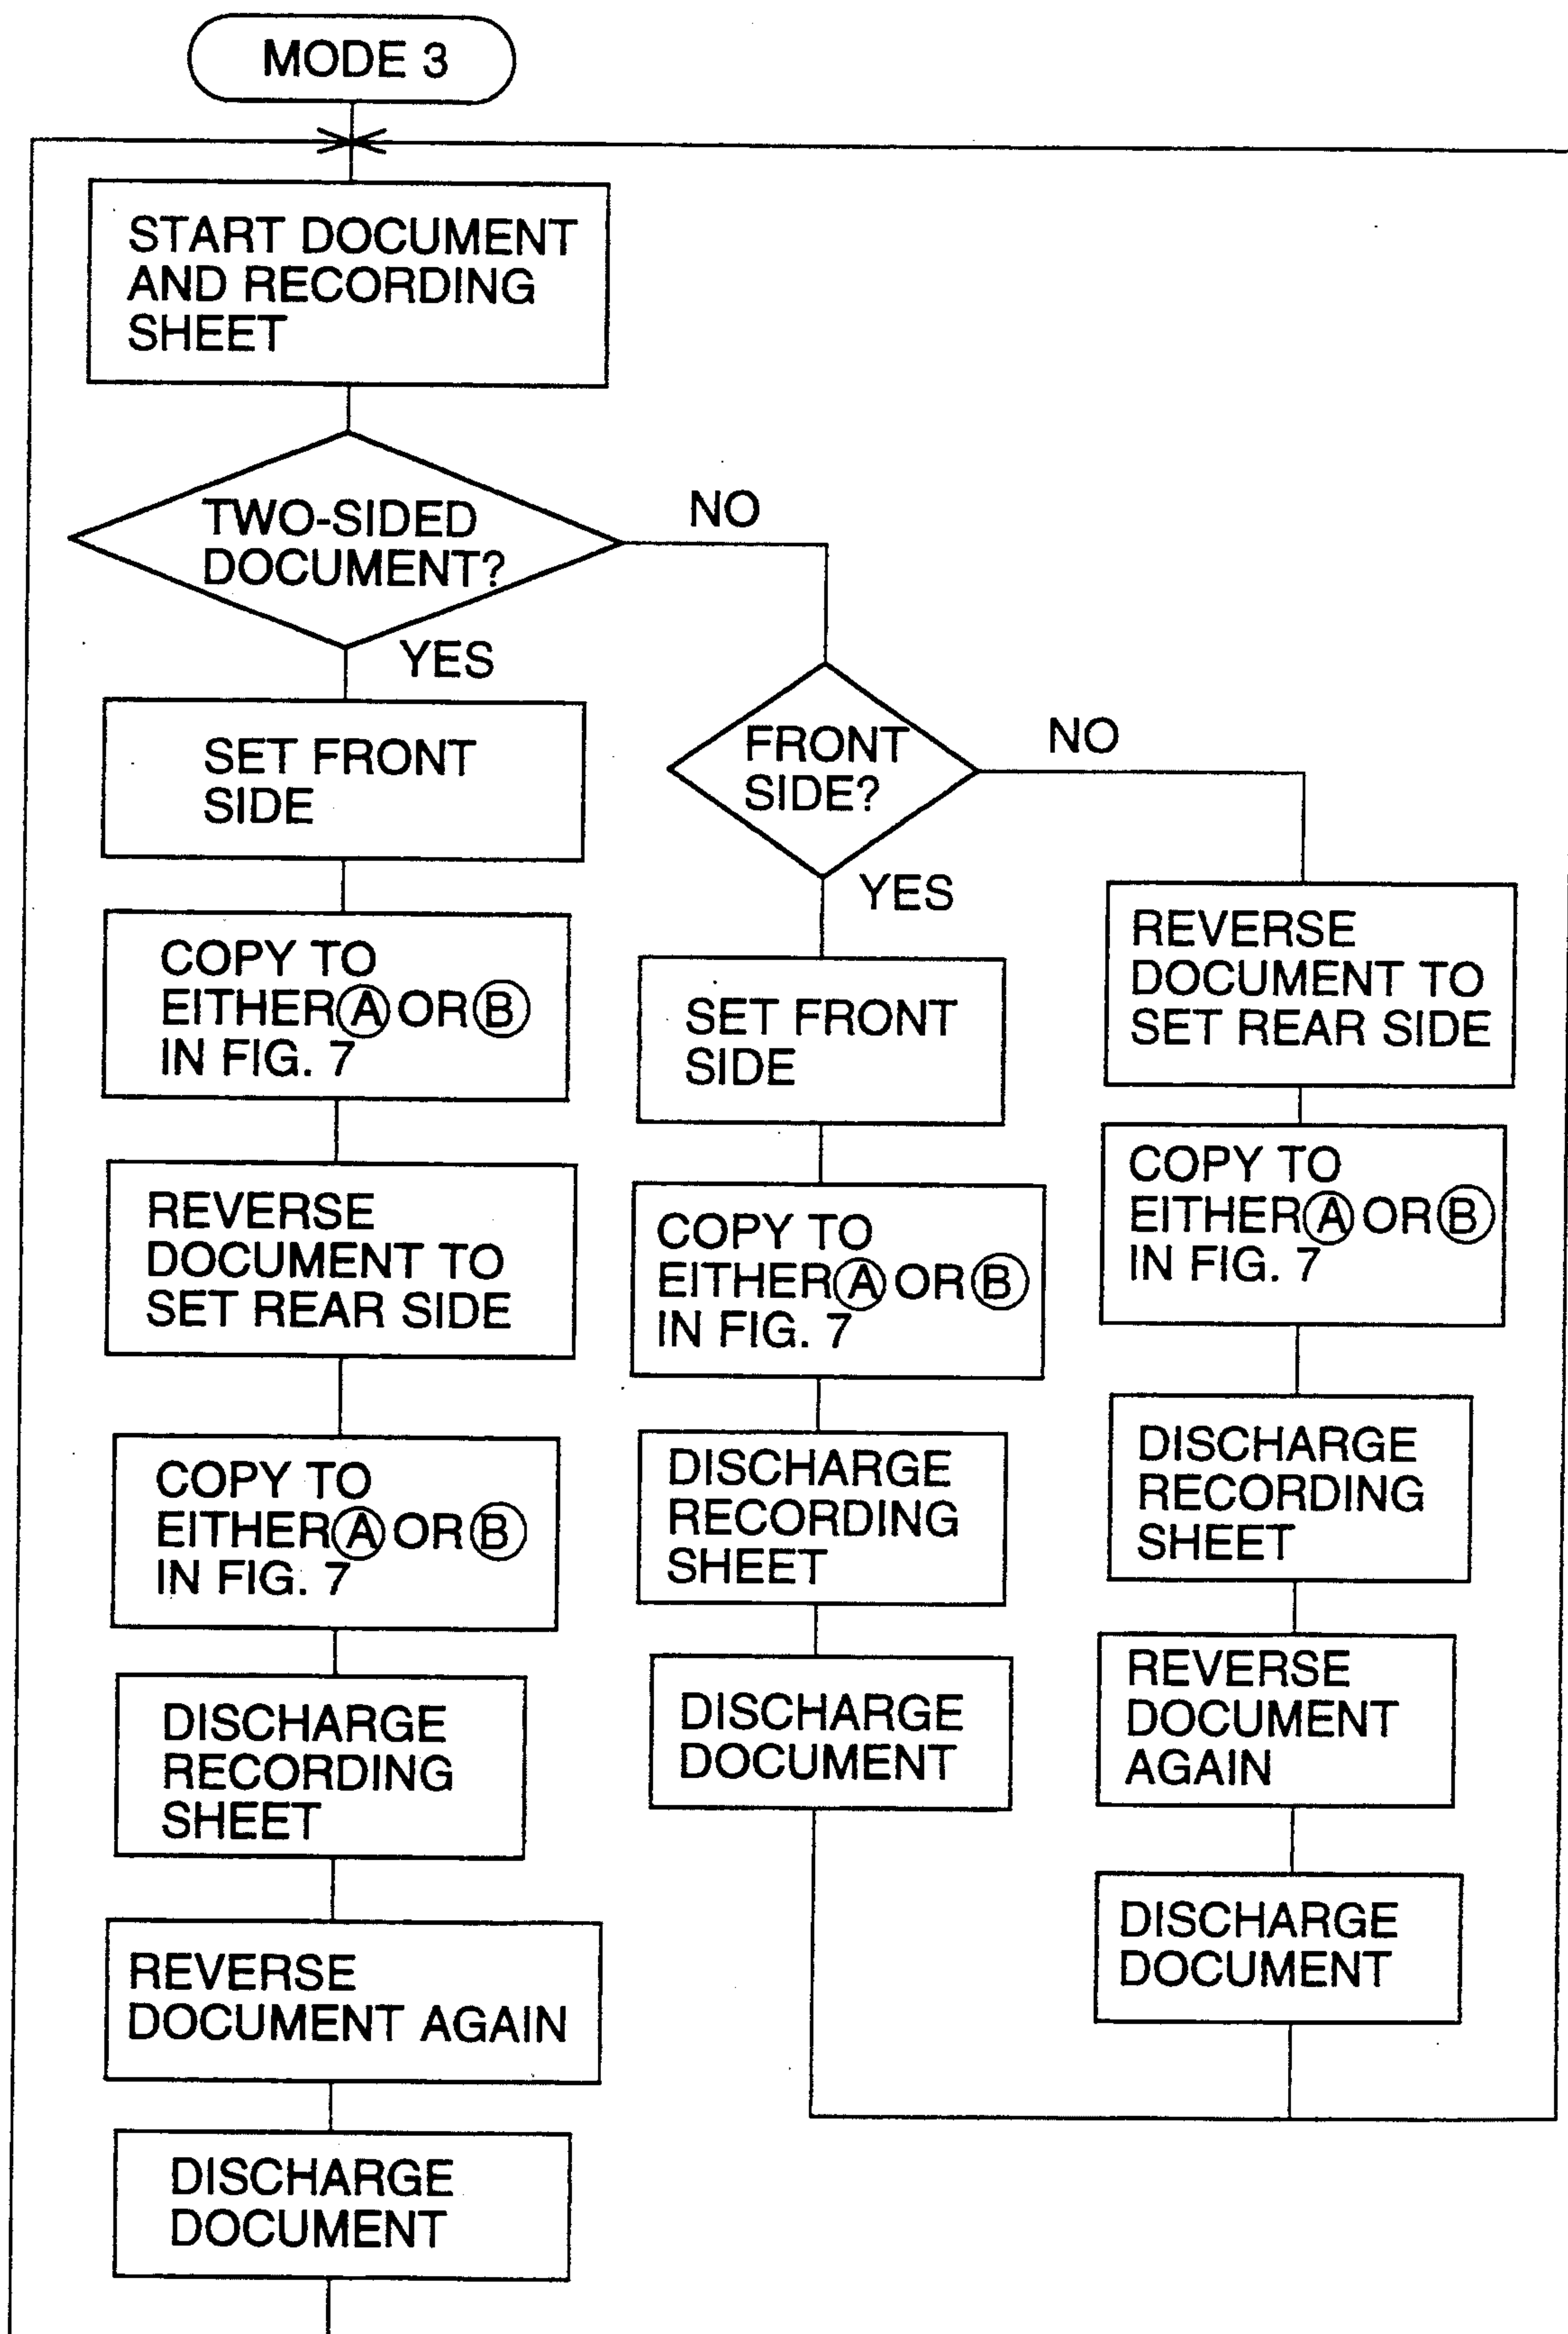 MODE 3
START DOCUMENT
AND RECORDING
SHEET
TWO-SIDED
DOCUMENT?
NO
YES
SET FRONT
SIDE
COPY TO
EITHER Ⓐ OR Ⓑ
IN FIG. 7
REVERSE
DOCUMENT TO
SET REAR SIDE
COPY TO
EITHER Ⓐ OR Ⓑ
IN FIG. 7
DISCHARGE
RECORDING
SHEET
REVERSE
DOCUMENT AGAIN
DISCHARGE
DOCUMENT
FRONT
SIDE?
NO
YES
SET FRONT
SIDE
COPY TO
EITHER Ⓐ OR Ⓑ
IN FIG. 7
DISCHARGE
RECORDING
SHEET
DISCHARGE
DOCUMENT
REVERSE
DOCUMENT TO
SET REAR SIDE
COPY TO
EITHER Ⓐ OR Ⓑ
IN FIG. 7
DISCHARGE
RECORDING
SHEET
REVERSE
DOCUMENT
AGAIN
DISCHARGE
DOCUMENT